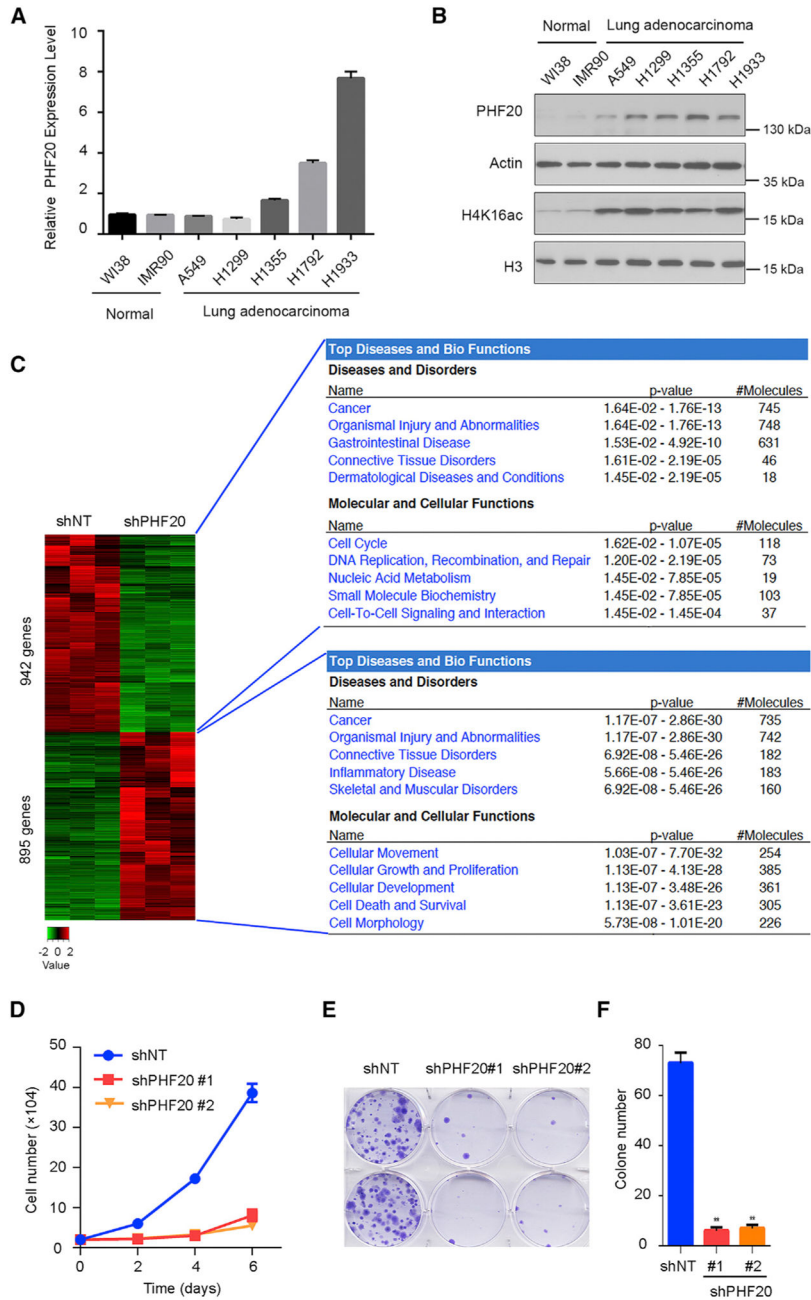 A
Relative PHF20 Expression Level
10
8
6
4
2
0
WI38
IMR90
A549
H1299
H1355
H1792
H1933
Normal
Lung adenocarcinoma
B
Normal
Lung adenocarcinoma
WI38
IMR90
A549
H1299
H1355
H1792
H1933
PHF20
130 kDa
Actin
35 kDa
H4K16ac
15 kDa
H3
15 kDa
C
shNT
shPHF20
942 genes
895 genes
-2 0 2
Value
Top Diseases and Bio Functions
Diseases and Disorders
Name p-value #Molecules
Cancer 1.64E-02 - 1.76E-13 745
Organismal Injury and Abnormalities 1.64E-02 - 1.76E-13 748
Gastrointestinal Disease 1.53E-02 - 4.92E-10 631
Connective Tissue Disorders 1.61E-02 - 2.19E-05 46
Dermatological Diseases and Conditions 1.45E-02 - 2.19E-05 18
Molecular and Cellular Functions
Name p-value #Molecules
Cell Cycle 1.62E-02 - 1.07E-05 118
DNA Replication, Recombination, and Repair 1.20E-02 - 2.19E-05 73
Nucleic Acid Metabolism 1.45E-02 - 7.85E-05 19
Small Molecule Biochemistry 1.45E-02 - 7.85E-05 103
Cell-To-Cell Signaling and Interaction 1.45E-02 - 1.45E-04 37
Top Diseases and Bio Functions
Diseases and Disorders
Name p-value #Molecules
Cancer 1.17E-07 - 2.86E-30 735
Organismal Injury and Abnormalities 1.17E-07 - 2.86E-30 742
Connective Tissue Disorders 6.92E-08 - 5.46E-26 182
Inflammatory Disease 5.66E-08 - 5.46E-26 183
Skeletal and Muscular Disorders 6.92E-08 - 5.46E-26 160
Molecular and Cellular Functions
Name p-value #Molecules
Cellular Movement 1.03E-07 - 7.70E-32 254
Cellular Growth and Proliferation 1.13E-07 - 4.13E-28 385
Cellular Development 1.13E-07 - 3.48E-26 361
Cell Death and Survival 1.13E-07 - 3.61E-23 305
Cell Morphology 5.73E-08 - 1.01E-20 226
D
Cell number (×104)
50
40
30
20
10
0
shNT
shPHF20 #1
shPHF20 #2
0 2 4 6
Time (days)
E
shNT shPHF20#1 shPHF20#2
F
Colone number
80
60
40
20
0
** **
shNT #1 #2
shPHF20